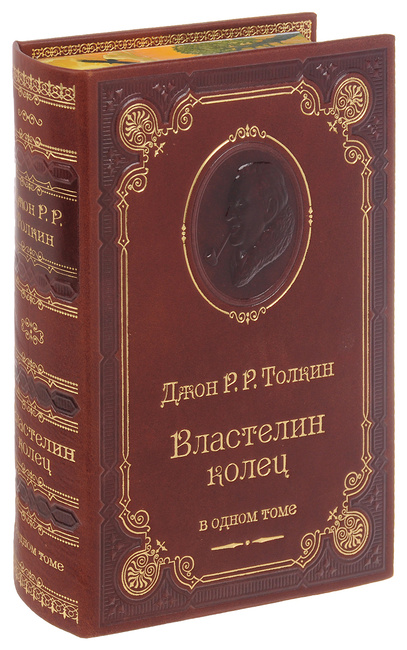 Джон Р. Р.
Толкин
Властелин
колец
в одном томе
Джон Р. Р. Толкин
Властелин
колец
в одном томе